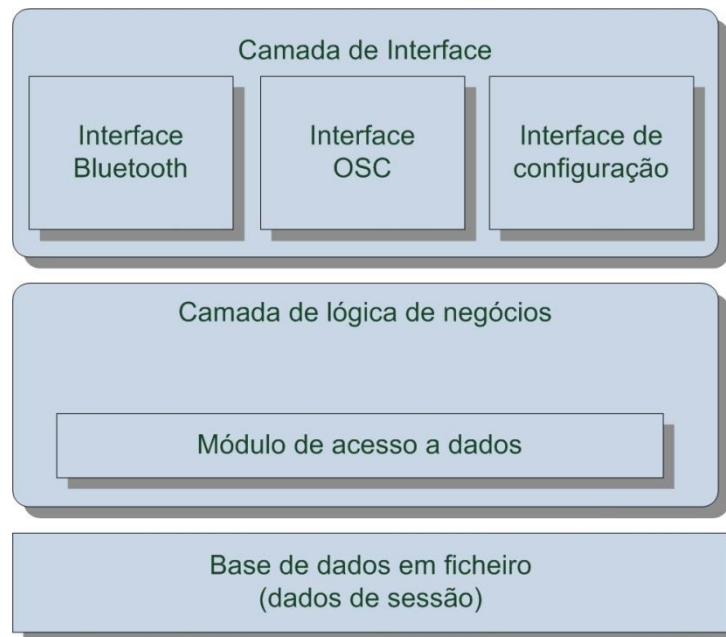 Camada de Interface
Interface
Bluetooth
Interface
OSC
Interface de
configuração
Camada de lógica de negócios
Módulo de acesso a dados
Base de dados em ficheiro
(dados de sessão)